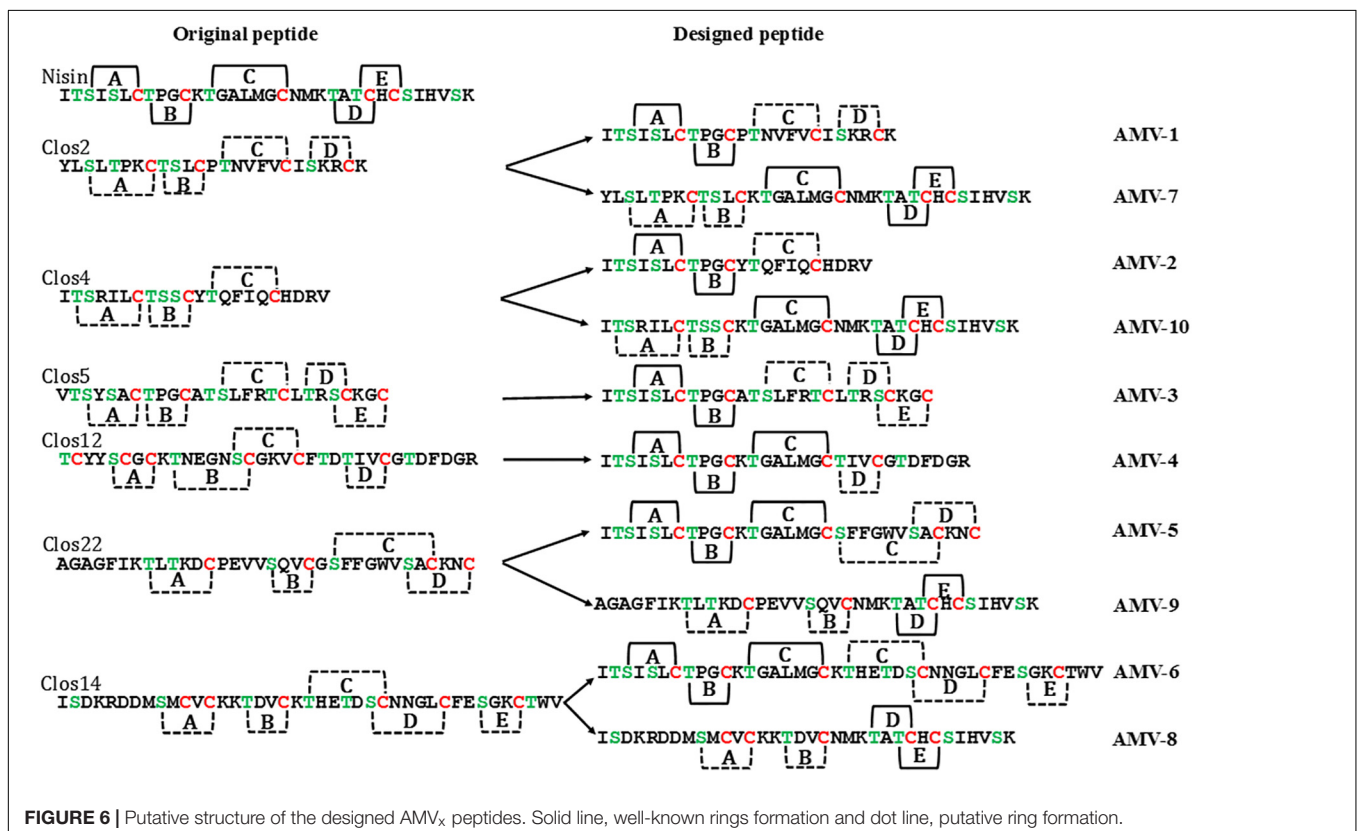 Original peptide
Designed peptide
Nisin
A
C
E
ITSISLCTPGCKTGALMGCNMKTATCHCSIHVSK
B
D
Clos2
C
D
YLSLTPKCTSLCPTNVFVCISKRCK
A
B
A
C
D
ITSISLCTPGCPTNVFVCISKRCK
B
AMV-1
C
E
YLSLTPKCTSLCKTGALMGCNMKTATCHCSIHVSK
A
B
D
AMV-7
Clos4
C
ITSRILCTSSCYTQFIQCHDRV
A
B
A
C
ITSISLCTPGCYTQFIQCHDRV
B
AMV-2
C
E
ITSRILCTSSCKTGALMGCNMKTATCHCSIHVSK
A
B
D
AMV-10
Clos5
C
D
VTSYSACTPGCATSLFRTCLTRSCKGC
A
B
E
A
C
D
ITSISLCTPGCATSLFRTCLTRSCKGC
B
E
AMV-3
Clos12
C
TCYYSCGCKTNEGNSCGKVCFTDTIVCGTDFDGR
A
B
D
A
C
ITSISLCTPGCKTGALMGCTIVCGTDFDGR
B
D
AMV-4
Clos22
C
AGAGFIKTLTKDCPEVVSQVCGSFFGWVSACKNC
A
B
D
A
C
D
ITSISLCTPGCKTGALMGCSFFGWVSACKNC
B
C
AMV-5
E
AGAGFIKTLTKDCPEVVSQVCNMKTATCHCSIHVSK
A
B
D
AMV-9
Clos14
C
ISDKRDDMSMCVCKKTDVCKTHETDSCNNGLCFESGKCTWV
A
B
D
E
A
C
C
ITSISLCTPGCKTGALMGCKTHETDSCNNGLCFESGKCTWV
B
D
E
AMV-6
D
ISDKRDDMSMCVCKKTDVCNMKTATCHCSIHVSK
A
B
E
AMV-8
FIGURE 6 | Putative structure of the designed AMVx peptides. Solid line, well-known rings formation and dot line, putative ring formation.